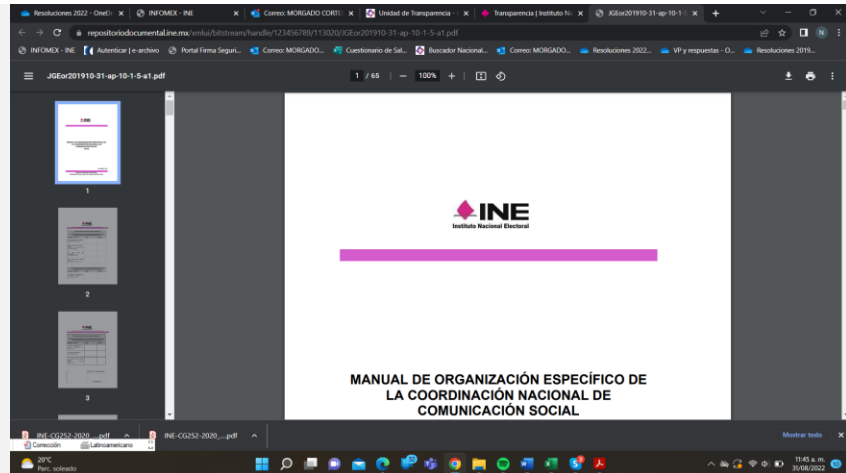 Resoluciones 2022 - OneDr
INFOMEX - INE
Correo: MORGADO CORTE
Unidad de Transparencia -
Transparencia | Instituto Na
JGEor201910-31-ap-10-1-5
repositoriodocumental.ine.mx/xmlui/bitstream/handle/123456789/113020/JGEor201910-31-ap-10-1-5-a1.pdf
INFOMEX - INE
Autenticar | e-archivo
Portal Firma Seguri...
Correo: MORGADO...
Cuestionario de Sal...
Buscador Nacional...
Correo: MORGADO...
Resoluciones 2022...
VP y respuestas - O...
Resoluciones 2019...
JGEor201910-31-ap-10-1-5-a1.pdf
1 / 65
100%
INE
1
2
3
INE
Instituto Nacional Electoral
MANUAL DE ORGANIZACIÓN ESPECÍFICO DE
LA COORDINACIÓN NACIONAL DE
COMUNICACIÓN SOCIAL
INE-CG252-2020_....pdf
INE-CG252-2020_....pdf
Mostrar todo
Corrección
Latinoamericano
20°C
Parc. soleado
11:45 a. m.
31/08/2022